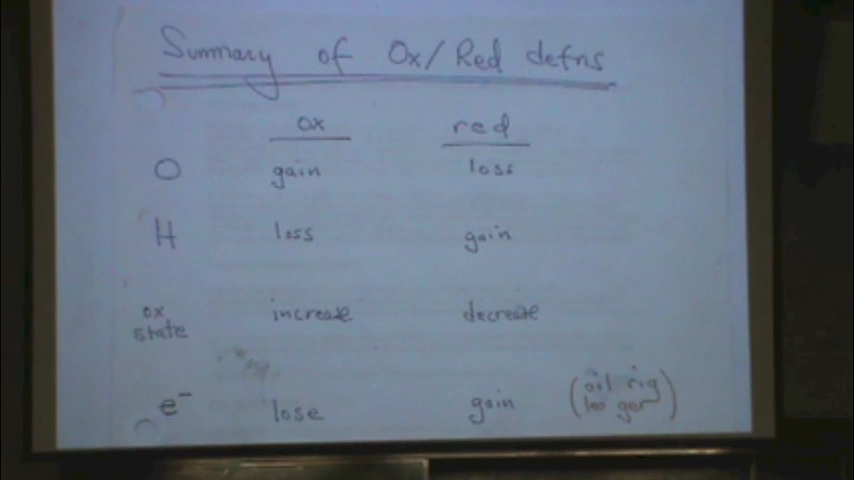 Summary of Ox/Red defns
ox red
O gain loss
H loss gain
ox state increase decrease
e⁻ lose gain (oil rig
leo ger)